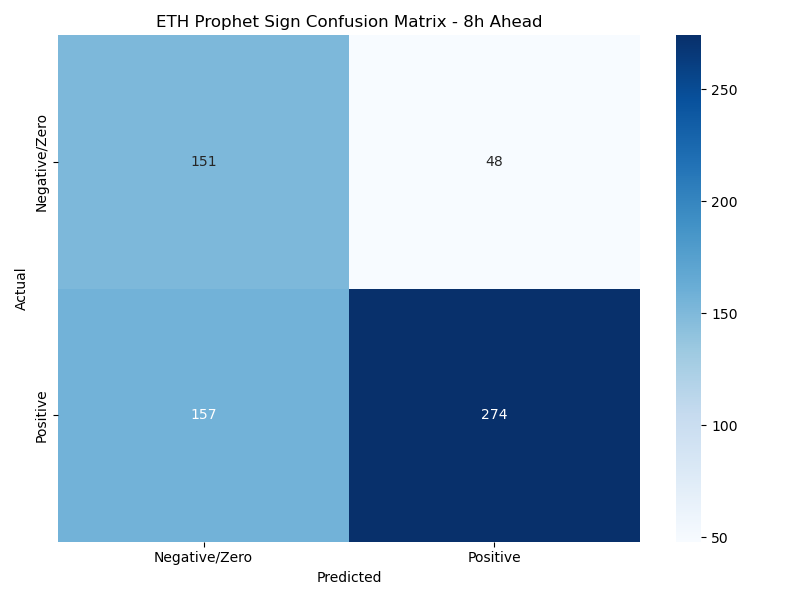 ETH Prophet Sign Confusion Matrix - 8h Ahead
Negative/Zero
Positive
Actual
151
48
157
274
Negative/Zero
Positive
Predicted
250
200
150
100
50